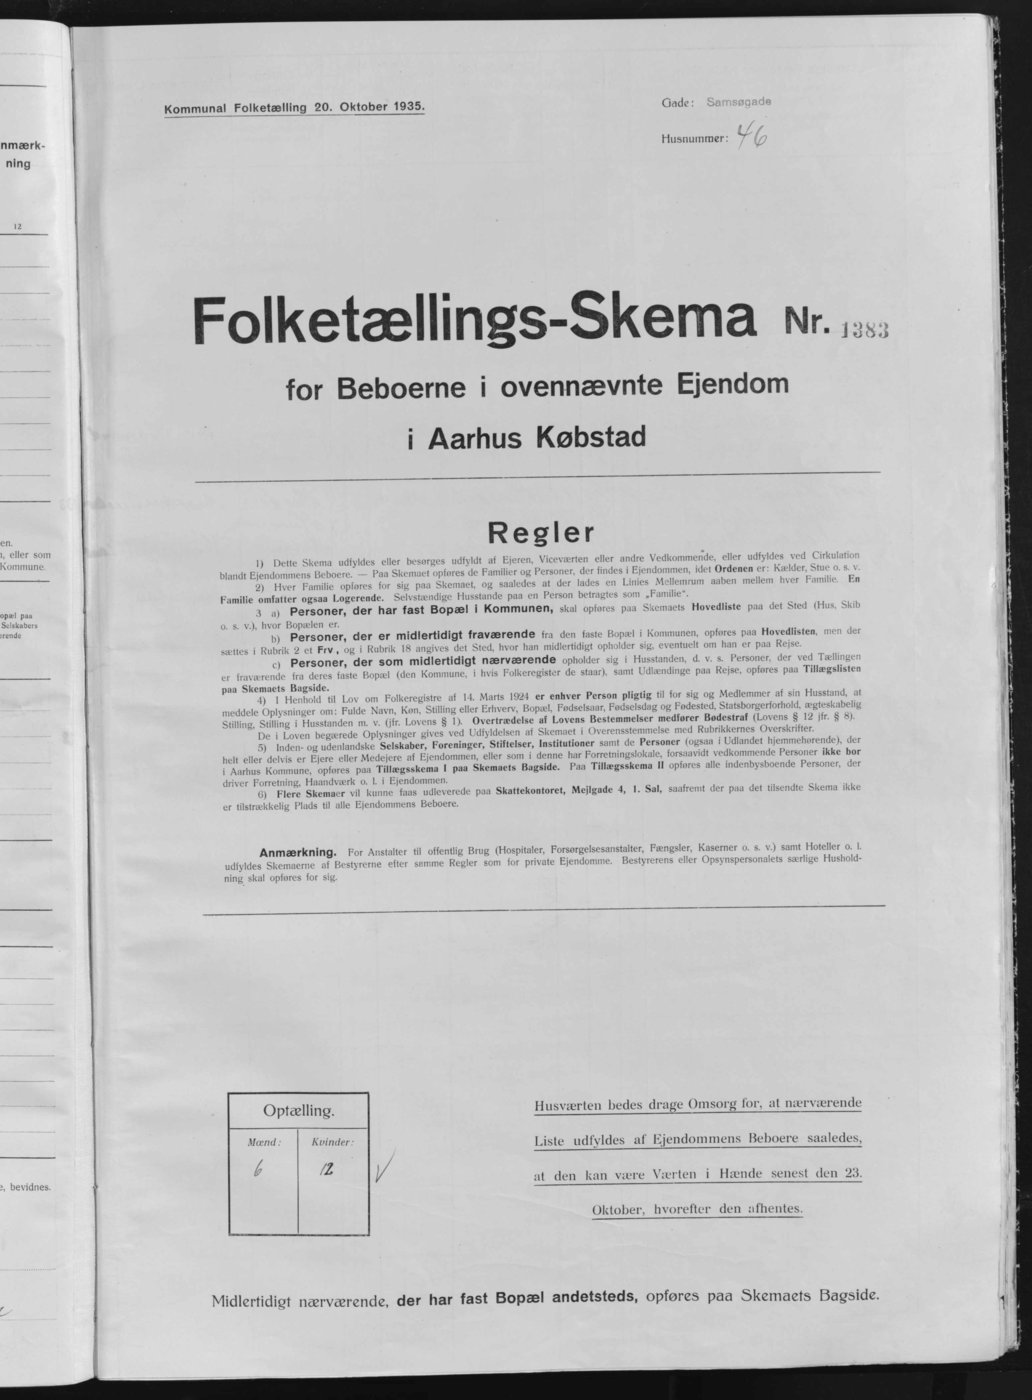 nmærk-
ning
12
en.
, eller som
Kommune
opæl paa
Selskabers
ørende
e, bevidnes.
Kommunal Folketælling 20. Oktober 1935.
Gade: Samsøgade
Husnummer: 46
Folketællings-Skema Nr. 1383
for Beboerne i ovennævnte Ejendom
i Aarhus Købstad
Regler
1) Dette Skema udfyldes eller besørges udfyldt af Ejeren, Viceværten eller andre Vedkommende, eller udfyldes ved Cirkulation
blandt Ejendommens Beboere. — Paa Skemaet opføres de Familier og Personer, der findes i Ejendommen, idet Ordenen er: Kælder, Stue o. s. v.
2) Hver Familie opføres for sig paa Skemaet, og saaledes at der lades en Linies Mellemrum aaben mellem hver Familie. En
Familie omfatter ogsaa Logerende. Selvstændige Husstande paa en Person betragtes som „Familie“.
3 a) Personer, der har fast Bopæl i Kommunen, skal opføres paa Skemaets Hovedliste paa det Sted (Hus, Skib
o. s. v.), hvor Bopælen er.
b) Personer, der er midlertidigt fraværende fra den faste Bopæl i Kommunen, opføres paa Hovedlisten, men der
sættes i Rubrik 2 et Frv, og i Rubrik 18 angives det Sted, hvor han midlertidigt opholder sig, eventuelt om han er paa Rejse.
c) Personer, der som midlertidigt nærværende opholder sig i Husstanden, d. v. s. Personer, der ved Tællingen
er fraværende fra deres faste Bopæl (den Kommune, i hvis Folkeregister de staar), samt Udlændinge paa Rejse, opføres paa Tillægslisten
paa Skemaets Bagside.
4) I Henhold til Lov om Folkeregistre af 14. Marts 1924 er enhver Person pligtig til for sig og Medlemmer af sin Husstand, at
meddele Oplysninger om: Fulde Navn, Køn, Stilling eller Erhverv, Bopæl, Fødselsaar, Fødselsdag og Fødested, Statsborgerforhold, ægteskabelig
Stilling, Stilling i Husstanden m. v. (jfr. Lovens § 1). Overtrædelse af Lovens Bestemmelser medfører Bødestraf (Lovens § 12 jfr. § 8).
De i Loven begærede Oplysninger gives ved Udfyldelsen af Skemaet i Overensstemmelse med Rubrikkernes Overskrifter.
5) Inden- og udenlandske Selskaber, Foreninger, Stiftelser, Institutioner samt de Personer (ogsaa i Udlandet hjemmehørende), der
helt eller delvis er Ejere eller Medejere af Ejendommen, eller som i denne har Forretningslokale, forsaavidt vedkommende Personer ikke bor
i Aarhus Kommune, opføres paa Tillægsskema I paa Skemaets Bagside. Paa Tillægsskema II opføres alle indenbysboende Personer, der
driver Forretning, Haandværk o. l. i Ejendommen.
6) Flere Skemaer vil kunne faas udleverede paa Skattekontoret, Mejlgade 4, 1. Sal, saafremt der paa det tilsendte Skema ikke
er tilstrækkelig Plads til alle Ejendommens Beboere.
Anmærkning. For Anstalter til offentlig Brug (Hospitaler, Forsørgelsesanstalter, Fængsler, Kaserner o. s. v.) samt Hoteller o. l.
udfyldes Skemaerne af Bestyrerne efter samme Regler som for private Ejendomme. Bestyrerens eller Opsynspersonalets særlige Hushold-
ning skal opføres for sig.
Optælling.
Mænd: Kvinder:
6 12
Husværten bedes drage Omsorg for, at nærværende
Liste udfyldes af Ejendommens Beboere saaledes,
at den kan være Værten i Hænde senest den 23.
Oktober, hvorefter den afhentes.
Midlertidigt nærværende, der har fast Bopæl andetsteds, opføres paa Skemaets Bagside.